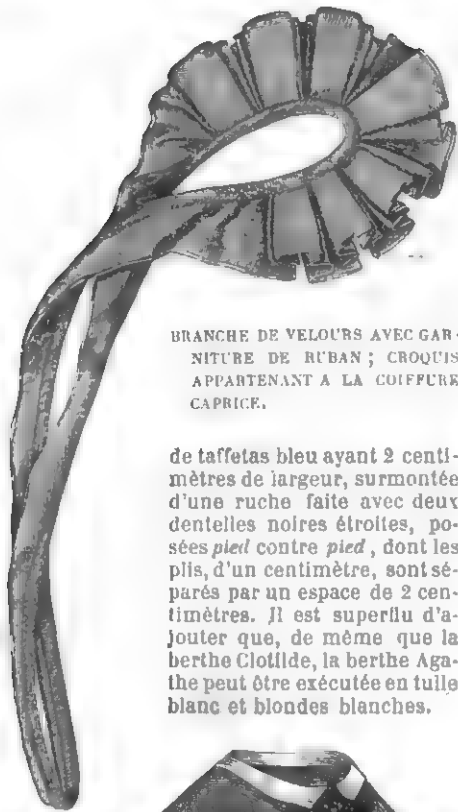 BRANCHE DE VELOURS AVEC GAR-
NITURE DE RUBAN ; CROQUIS
APPARTENANT A LA COIFFURE
CAPRICE.
de taffetas bleu ayant 2 centi-
mètres de largeur, surmontée
d'une ruche faite avec deux
dentelles noires étroites, po-
sées pied contre pied, dont les
plis, d'un centimètre, sont sé-
parés par un espace de 2 cen-
timètres. Il est superflu d'a-
jouter que, de même que la
berthe Clotilde, la berthe Aga-
the peut être exécutée en tulle
blanc et blondes blanches.